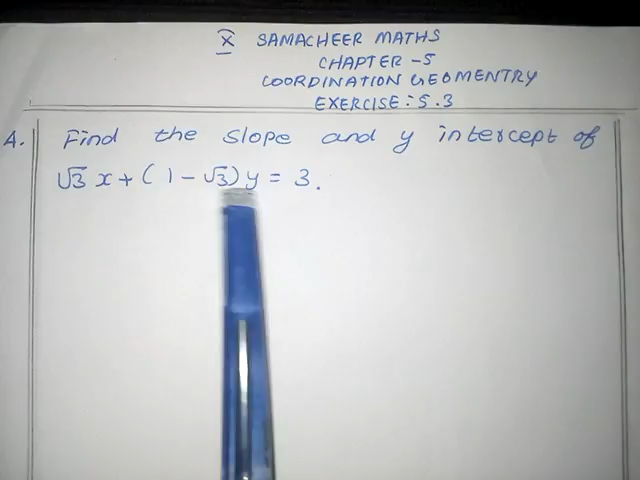 X SAMACHEER MATHS
CHAPTER -5
COORDINATION GEOMENTRY
EXERCISE:5.3
4. Find the slope and y intercept of
√3 x + (1 - √3) y = 3.